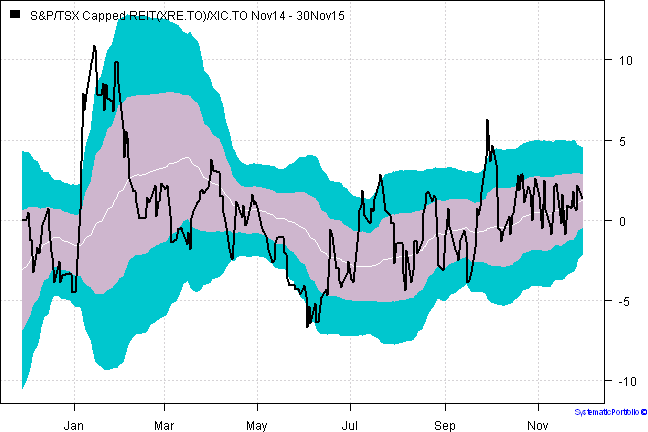 S&P/TSX Capped REIT(XRE.TO)/XIC.TO Nov14 - 30Nov15
10
5
0
-5
-10
Jan Mar May Jul Sep Nov
SystematicPortfolio ©